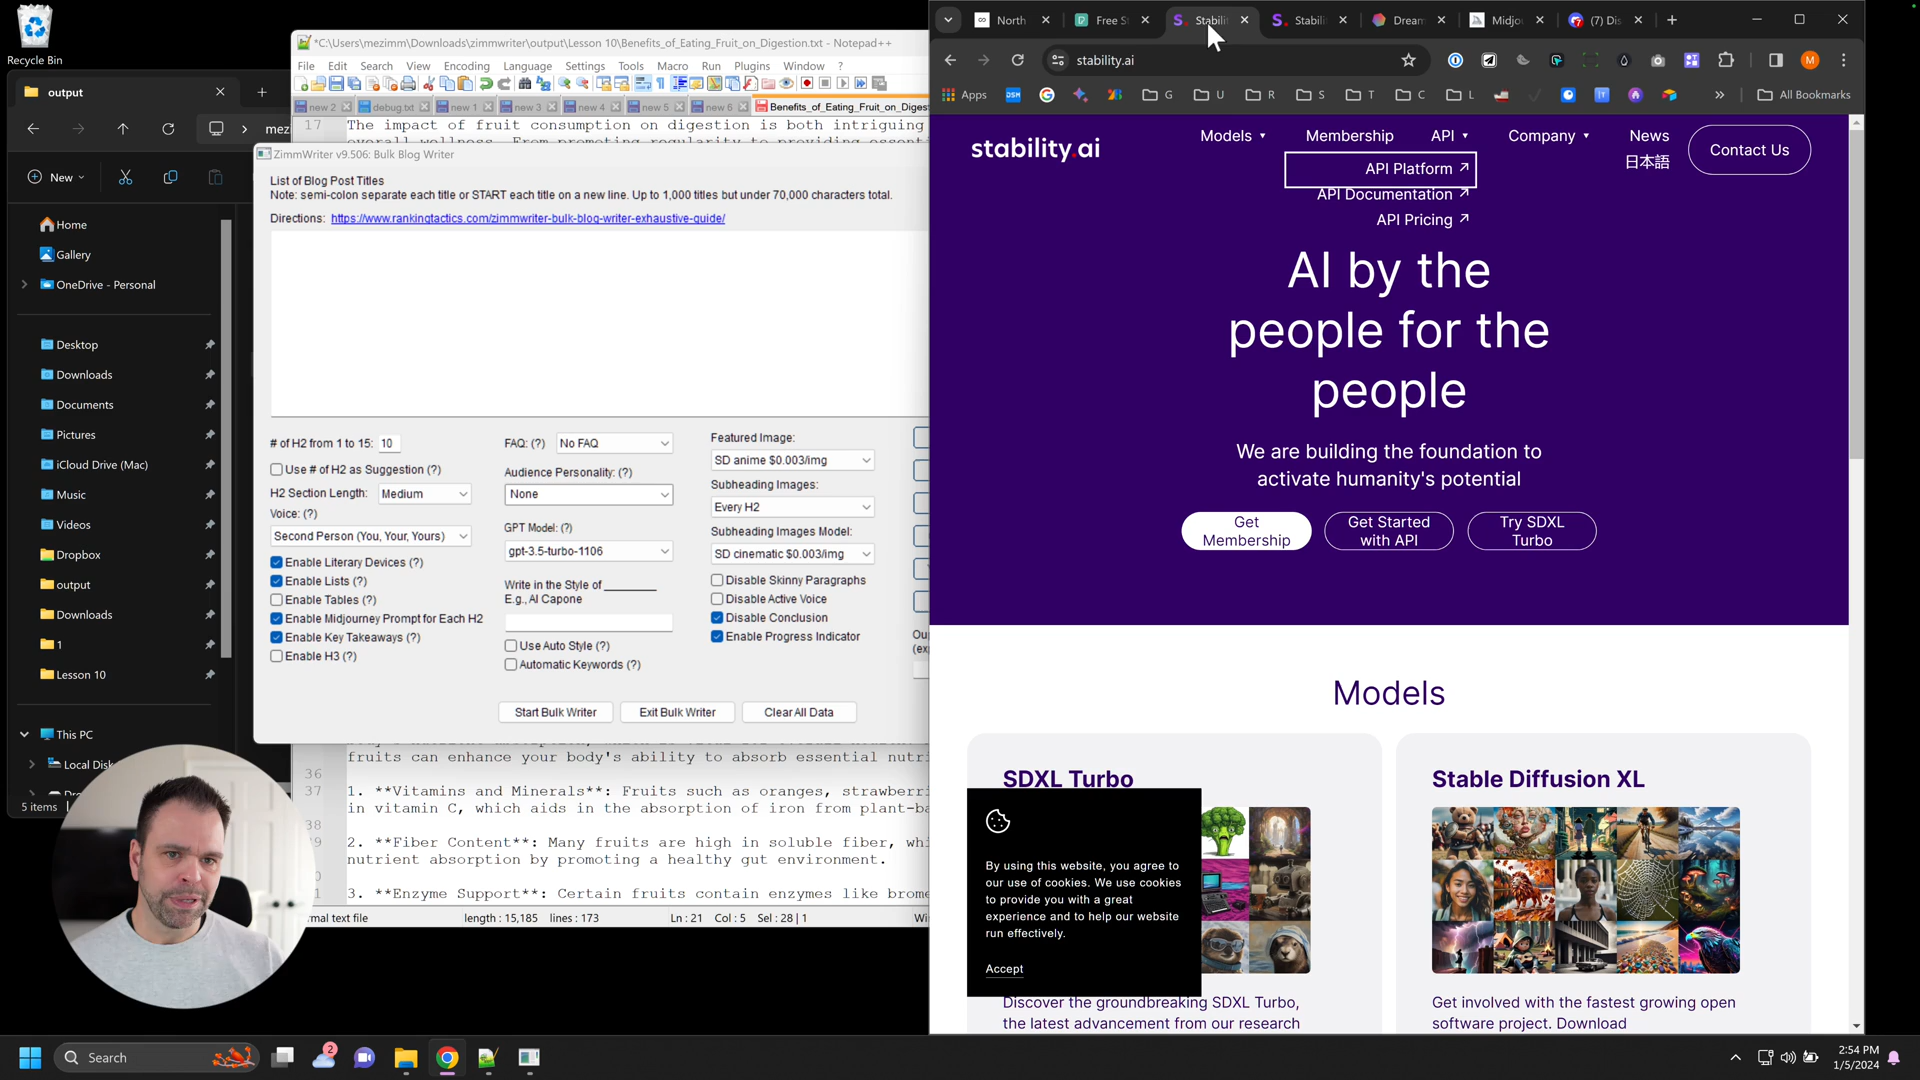 Recycle Bin
*C:\Users\mezimm\Downloads\zimmwriter\output\Lesson 10\Benefits_of_Eating_Fruit_on_Digestion.txt - Notepad++
File Edit Search View Encoding Language Settings Tools Macro Run Plugins Window ?
new 2 debug.txt new 1 new 3 new 4 new 5 new 6 Benefits_of_Eating_Fruit_on_Diges
17 The impact of fruit consumption on digestion is both intriguing
output
mez
New
Home
Gallery
OneDrive - Personal
Desktop
Downloads
Documents
Pictures
iCloud Drive (Mac)
Music
Videos
Dropbox
output
Downloads
1
Lesson 10
This PC
Local Disk
5 items
ZimmWriter v9.506: Bulk Blog Writer
List of Blog Post Titles
Note: semi-colon separate each title or START each title on a new line. Up to 1,000 titles but under 70,000 characters total.
Directions: https://www.rankingtactics.com/zimmwriter-bulk-blog-writer-exhaustive-guide/
# of H2 from 1 to 15: 10
Use # of H2 as Suggestion (?)
H2 Section Length: Medium
Voice: (?)
Second Person (You, Your, Yours)
Enable Literary Devices (?)
Enable Lists (?)
Enable Tables (?)
Enable Midjourney Prompt for Each H2
Enable Key Takeaways (?)
Enable H3 (?)
FAQ: (?) No FAQ
Audience Personality: (?)
None
GPT Model: (?)
gpt-3.5-turbo-1106
Write in the Style of ________
E.g., Al Capone
Use Auto Style (?)
Automatic Keywords (?)
Featured Image:
SD anime $0.003/img
Subheading Images:
Every H2
Subheading Images Model:
SD cinematic $0.003/img
Disable Skinny Paragraphs
Disable Active Voice
Disable Conclusion
Enable Progress Indicator
Start Bulk Writer
Exit Bulk Writer
Clear All Data
fruits can enhance your body's ability to absorb essential nutri
36
37 1. **Vitamins and Minerals**: Fruits such as oranges, strawberri
in vitamin C, which aids in the absorption of iron from plant-ba
38
2. **Fiber Content**: Many fruits are high in soluble fiber, whi
nutrient absorption by promoting a healthy gut environment.
3. **Enzyme Support**: Certain fruits contain enzymes like brome
rmal text file length : 15,185 lines : 173 Ln : 21 Col : 5 Sel : 28 | 1 Win
North
Free S
Stabilit
Stabilit
Dream
Midjo
(7) Dis
stability.ai
Apps G U R S T C L All Bookmarks
stability.ai
Models
Membership
API
Company
News
日本語
Contact Us
API Platform
API Documentation
API Pricing
AI by the
people for the
people
We are building the foundation to
activate humanity's potential
Get
Membership
Get Started
with API
Try SDXL
Turbo
Models
SDXL Turbo
Stable Diffusion XL
By using this website, you agree to
our use of cookies. We use cookies
to provide you with a great
experience and to help our website
run effectively.
Accept
Discover the groundbreaking SDXL Turbo,
the latest advancement from our research
Get involved with the fastest growing open
software project. Download
Search
2
2:54 PM
1/5/2024